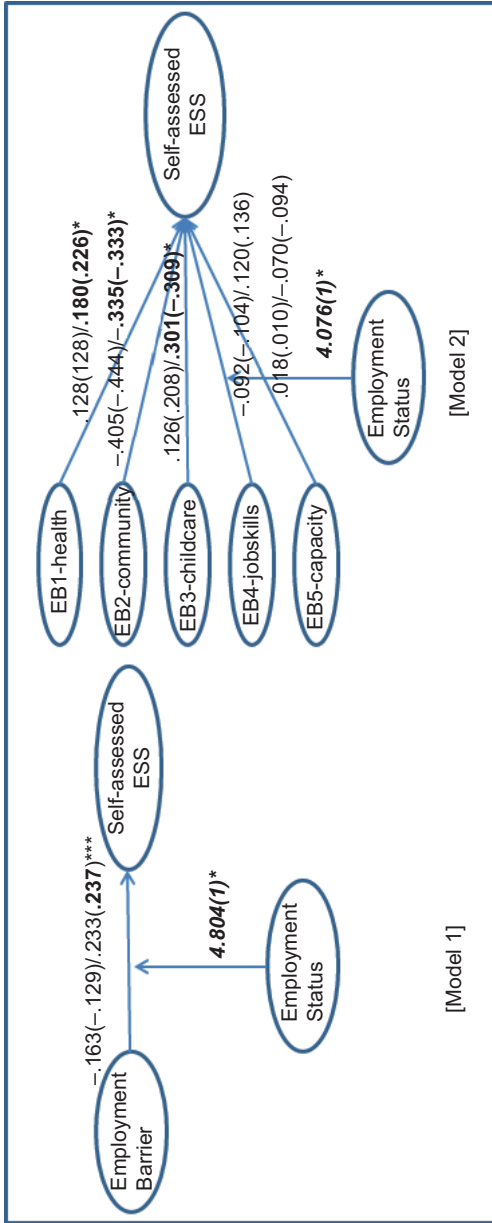 Employment
Barrier
–.163(–.129)/.233(.237)***
Self-assessed
ESS
4.804(1)*
Employment
Status
[Model 1]
EB1-health
EB2-community
EB3-childcare
EB4-jobskills
EB5-capacity
.128(128)/.180(.226)*
–.405(–.444)/–.335(–.333)*
.126(.208)/.301(–.309)*
–.092(–.104)/.120(.136)
.018(.010)/–.070(–.094)
Self-assessed
ESS
4.076(1)*
Employment
Status
[Model 2]